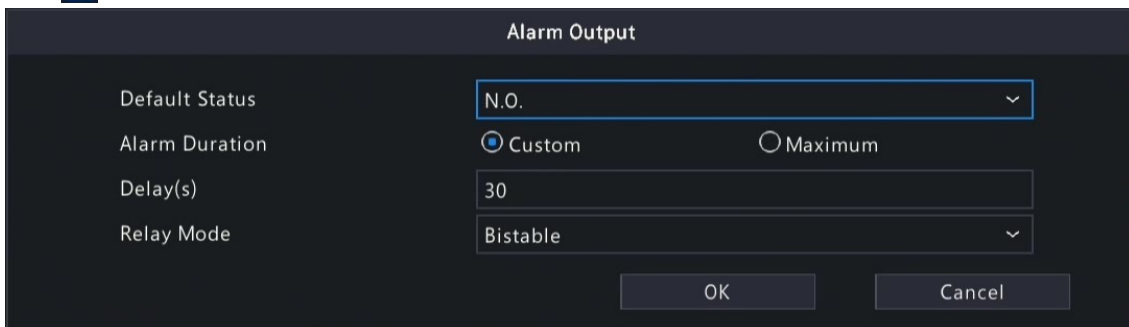 Alarm Output
Default Status N.O.
Alarm Duration Custom Maximum
Delay(s) 30
Relay Mode Bistable
OK Cancel